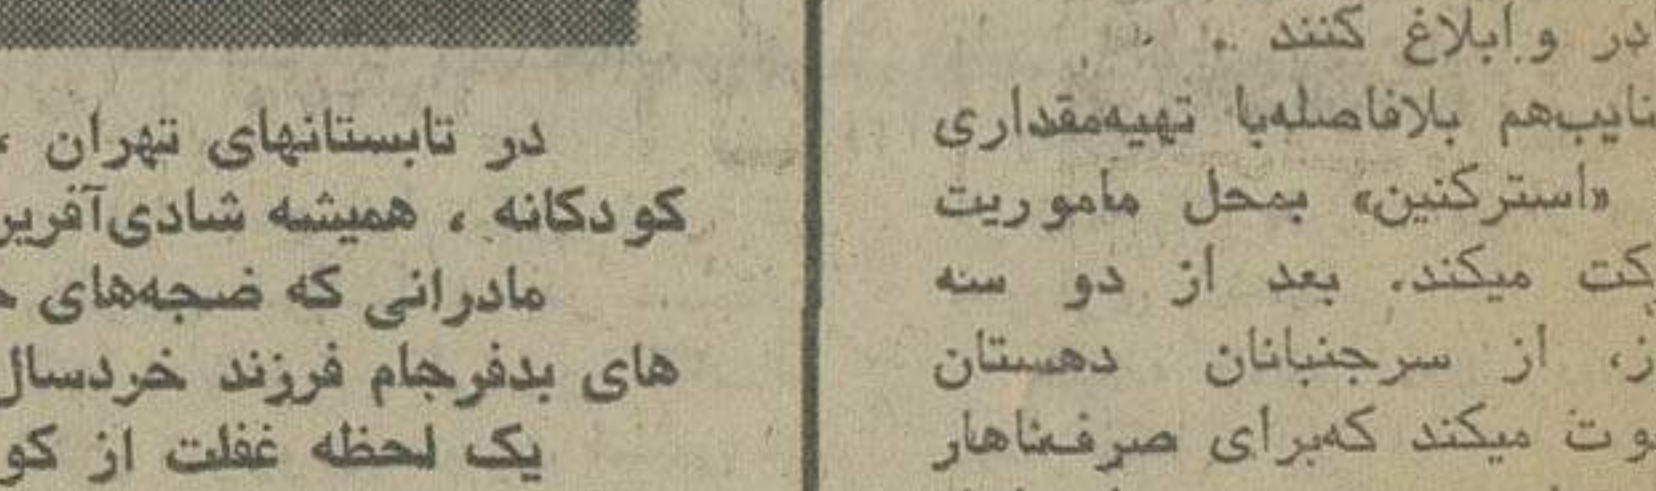 در و ابلاغ کنند .
نایب‌هم بلافاصله‌با تهیه‌مقداری
«استرکنین» بمحل ماموریت
میکند. بعد از دو سه
از سرجنبانان دهستان
میکند که‌برای صرف‌ناهار
در تابستانهای تهران ،
کودکانه ، همیشه شادی‌آفرین
مادرانی که ضجه‌های
های بدفرجام فرزند خردسال
یک لحظه غفلت از